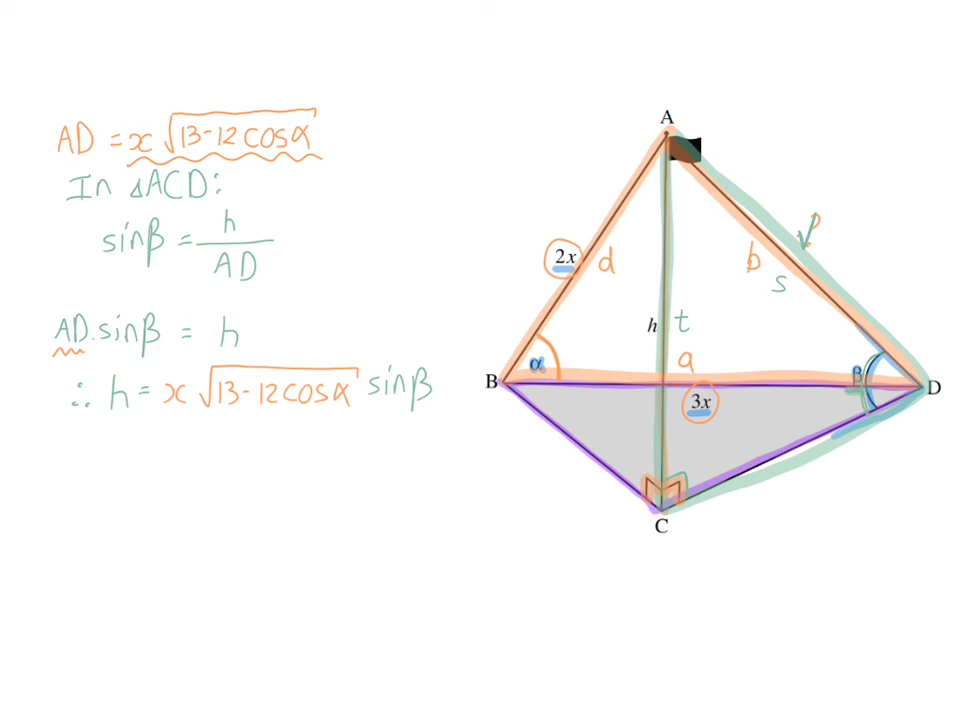 AD = x √13-12cosα
In △ACD:
sinβ = h / AD
AD.sinβ = h
∴ h = x √13-12cosα sinβ
A
2x
d
b
p
s
h
t
α
a
β
B
D
3x
C